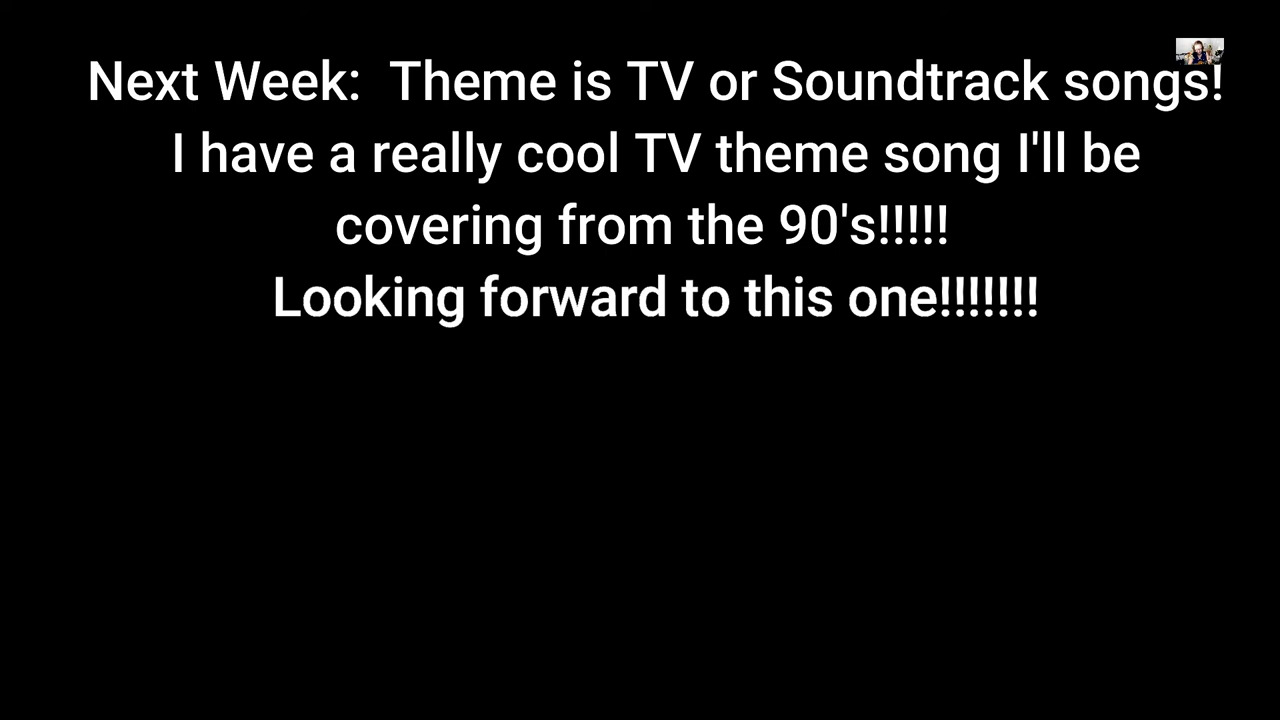 Next Week:  Theme is TV or Soundtrack songs!
I have a really cool TV theme song I'll be
covering from the 90's!!!!!
Looking forward to this one!!!!!!!